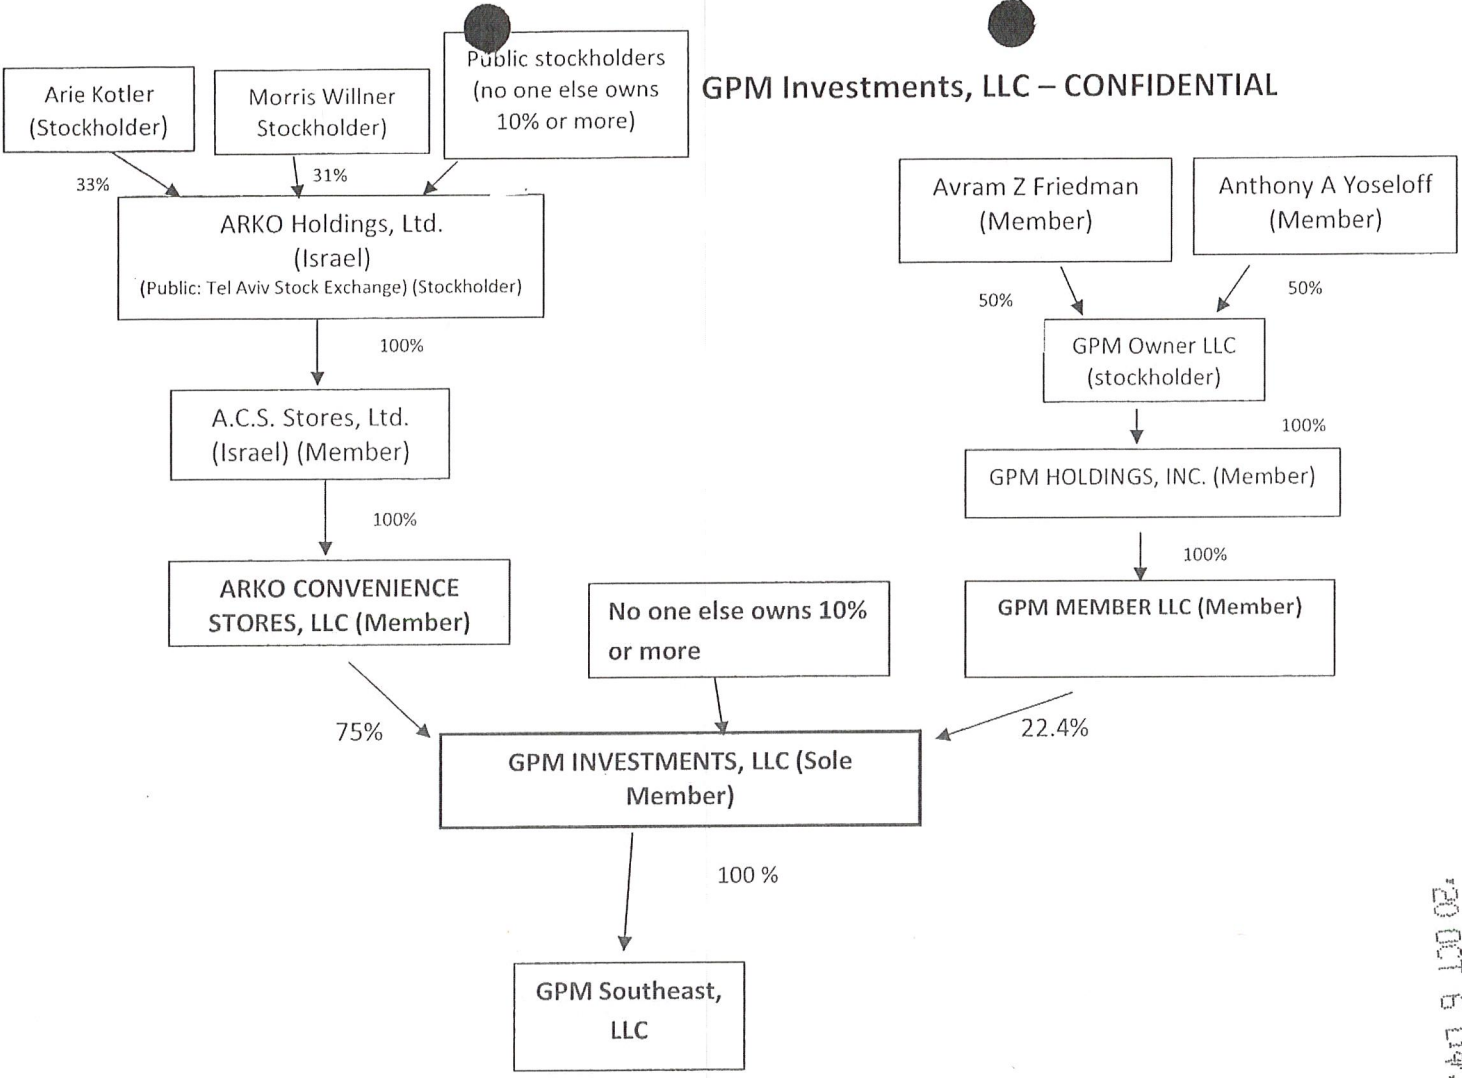 Public stockholders
(no one else owns
10% or more)
GPM Investments, LLC – CONFIDENTIAL
Arie Kotler
(Stockholder)
Morris Willner
Stockholder)
33%
31%
Avram Z Friedman
(Member)
Anthony A Yoseloff
(Member)
ARKO Holdings, Ltd.
(Israel)
(Public: Tel Aviv Stock Exchange) (Stockholder)
50%
50%
100%
GPM Owner LLC
(stockholder)
A.C.S. Stores, Ltd.
(Israel) (Member)
100%
GPM HOLDINGS, INC. (Member)
100%
100%
ARKO CONVENIENCE
STORES, LLC (Member)
No one else owns 10%
or more
GPM MEMBER LLC (Member)
75%
22.4%
GPM INVESTMENTS, LLC (Sole
Member)
100 %
GPM Southeast,
LLC
'20 OCT 6